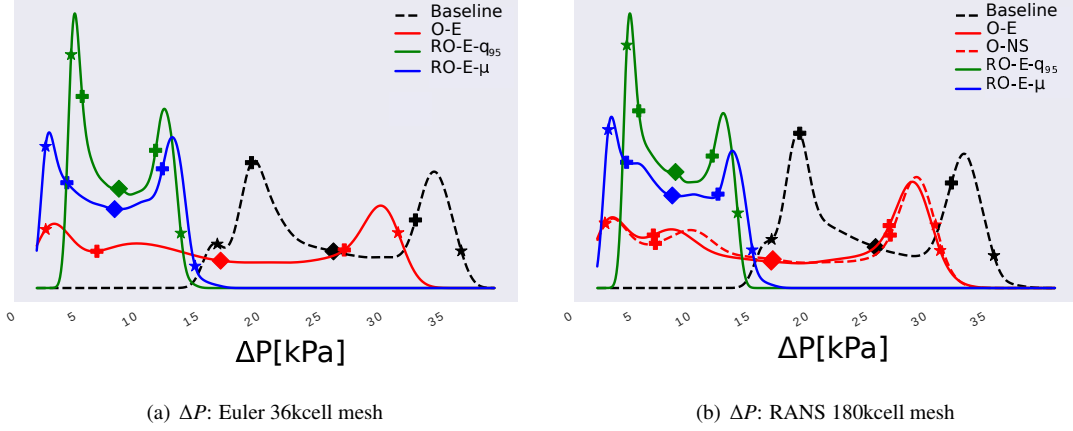 Baseline
O-E
RO-E-q₉₅
RO-E-μ
0 5 10 15 20 25 30 35
ΔP[kPa]
(a) ΔP: Euler 36kcell mesh
Baseline
O-E
O-NS
RO-E-q₉₅
RO-E-μ
0 5 10 15 20 25 30 35
ΔP[kPa]
(b) ΔP: RANS 180kcell mesh